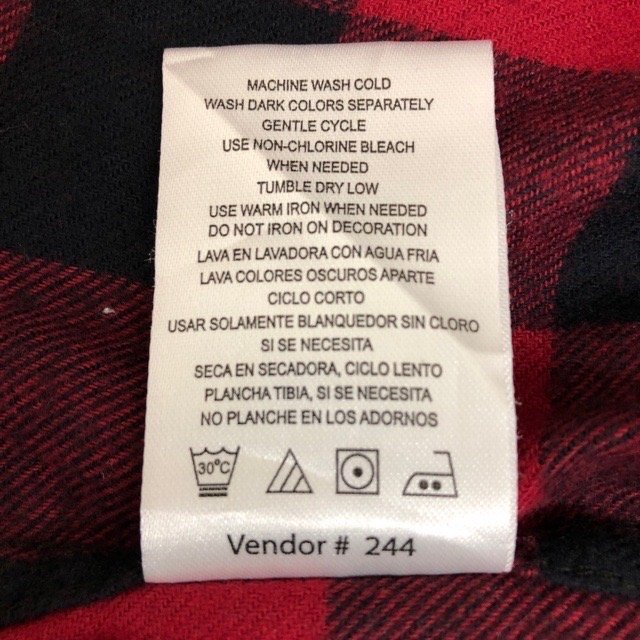 MACHINE WASH COLD
WASH DARK COLORS SEPARATELY
GENTLE CYCLE
USE NON-CHLORINE BLEACH
WHEN NEEDED
TUMBLE DRY LOW
USE WARM IRON WHEN NEEDED
DO NOT IRON ON DECORATION
LAVA EN LAVADORA CON AGUA FRIA
LAVA COLORES OSCUROS APARTE
CICLO CORTO
USAR SOLAMENTE BLANQUEDOR SIN CLORO
SI SE NECESITA
SECA EN SECADORA, CICLO LENTO
PLANCHA TIBIA, SI SE NECESITA
NO PLANCHE EN LOS ADORNOS
30°C
Vendor # 244